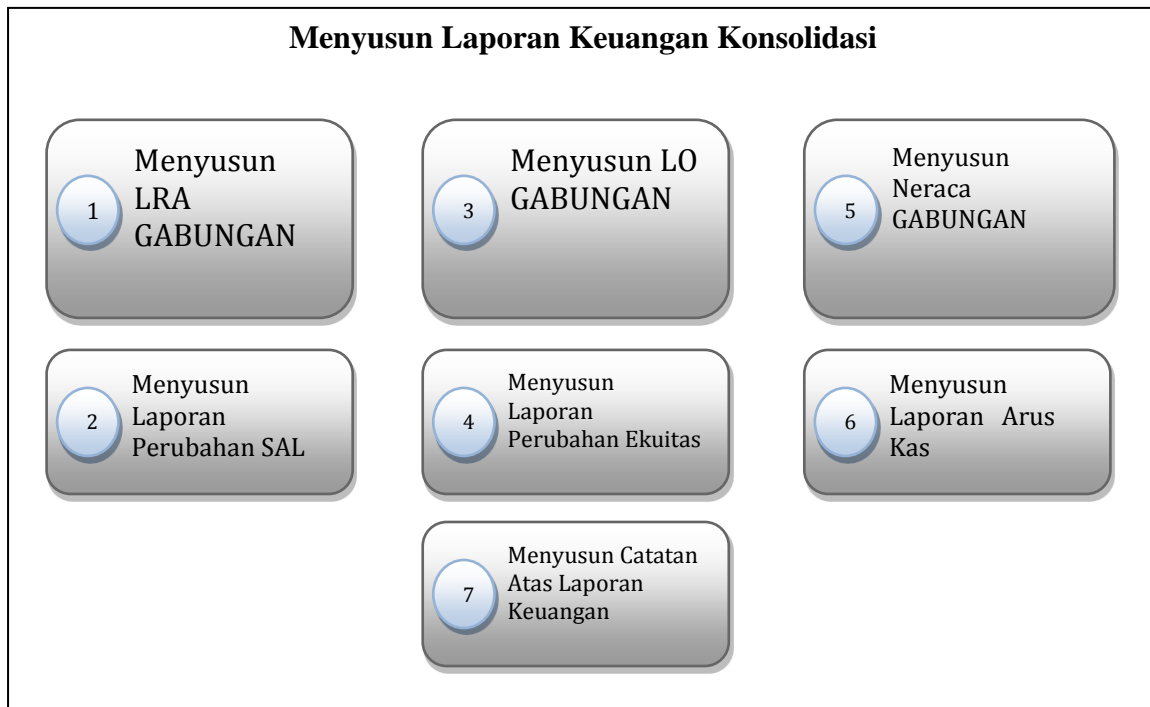 Menyusun Laporan Keuangan Konsolidasi
1
Menyusun
LRA
GABUNGAN
2
Menyusun
Laporan
Perubahan SAL
3
Menyusun LO
GABUNGAN
4
Menyusun
Laporan
Perubahan Ekuitas
5
Menyusun
Neraca
GABUNGAN
6
Menyusun
Laporan Arus
Kas
7
Menyusun Catatan
Atas Laporan
Keuangan